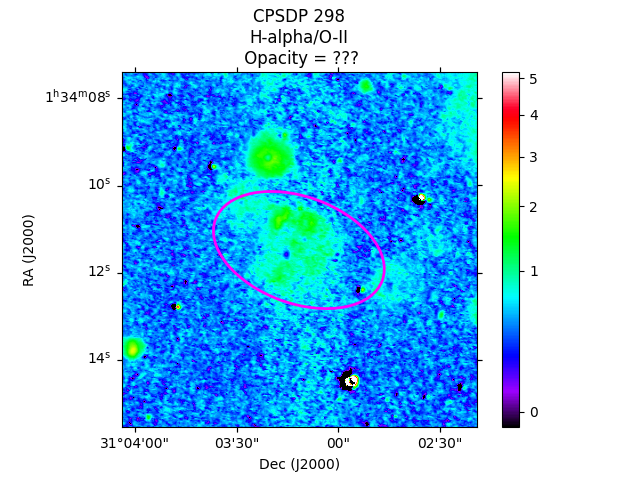 CPSDP 298
H-alpha/O-II
Opacity = ???
1ʰ34ᵐ08ˢ
10ˢ
12ˢ
14ˢ
RA (J2000)
31°04'00" 03'30" 00" 02'30"
Dec (J2000)
5
4
3
2
1
0